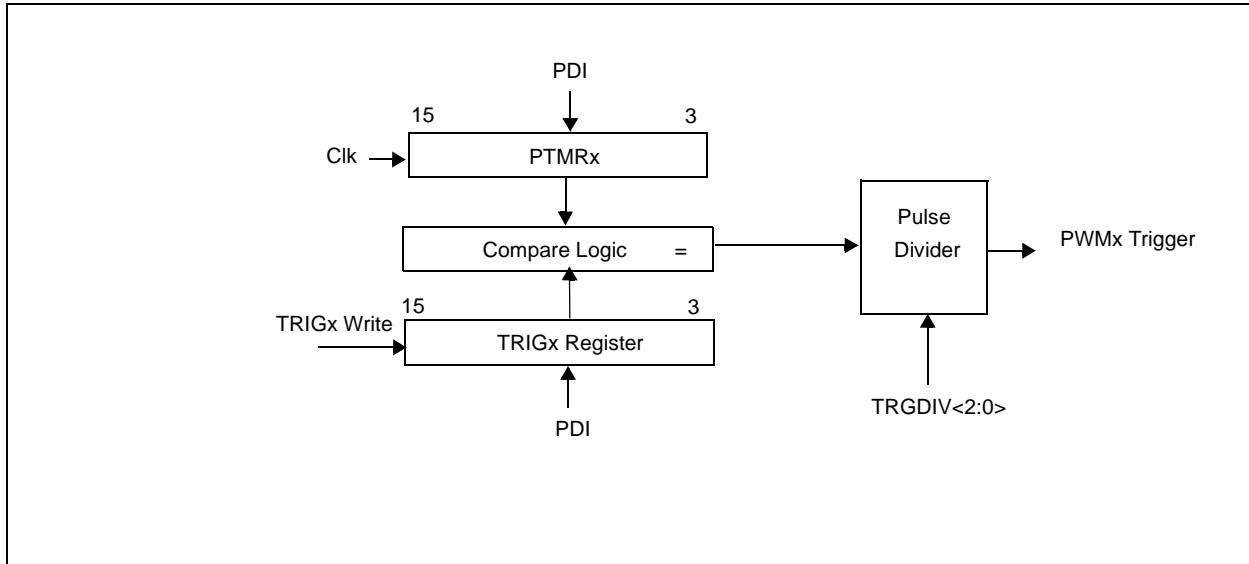 PDI
15 3
Clk PTMRx
Compare Logic =
15 3
TRIGx Write
TRIGx Register
PDI
Pulse
Divider
PWMx Trigger
TRGDIV<2:0>